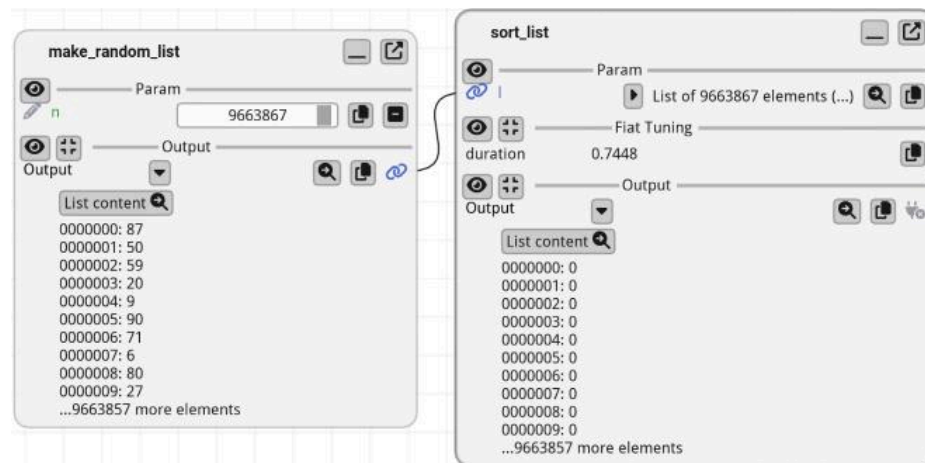 make_random_list
Param
n
9663867
Output
Output
List content
0000000: 87
0000001: 50
0000002: 59
0000003: 20
0000004: 9
0000005: 90
0000006: 71
0000007: 6
0000008: 80
0000009: 27
...9663857 more elements
sort_list
Param
l List of 9663867 elements (...)
Fiat Tuning
duration 0.7448
Output
Output
List content
0000000: 0
0000001: 0
0000002: 0
0000003: 0
0000004: 0
0000005: 0
0000006: 0
0000007: 0
0000008: 0
0000009: 0
...9663857 more elements